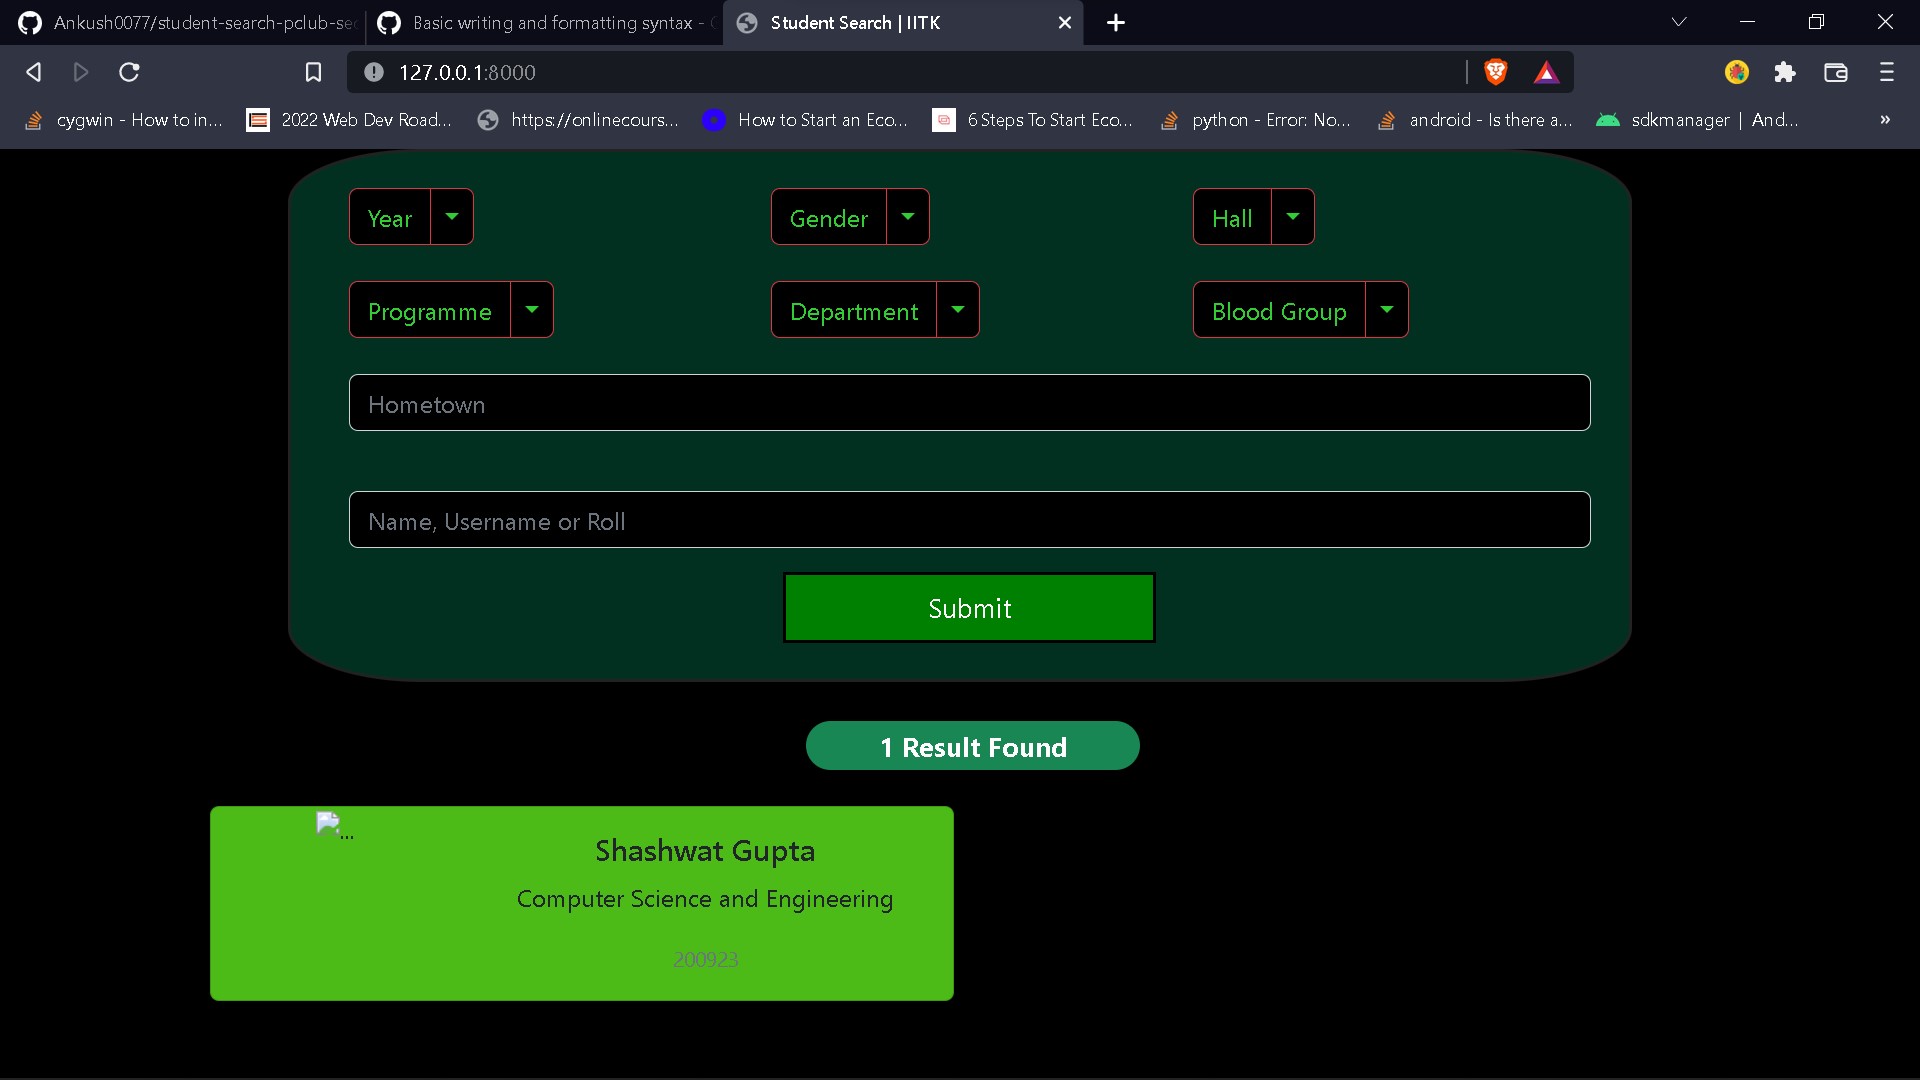 Ankush0077/student-search-pclub-sec
Basic writing and formatting syntax -
Student Search | IITK
127.0.0.1:8000
cygwin - How to in...
2022 Web Dev Road...
https://onlinecours...
How to Start an Eco...
6 Steps To Start Eco...
python - Error: No...
android - Is there a...
sdkmanager | And...
»
Year
Gender
Hall
Programme
Department
Blood Group
Hometown
Name, Username or Roll
Submit
1 Result Found
...
Shashwat Gupta
Computer Science and Engineering
200923